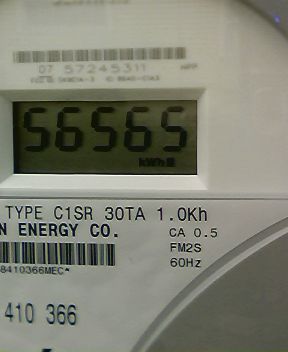 07 57245311
56565
kWh
TYPE C1SR 30TA 1.0Kh
N ENERGY CO.
CA 0.5
FM2S
60Hz
8410366MEC*
410 366